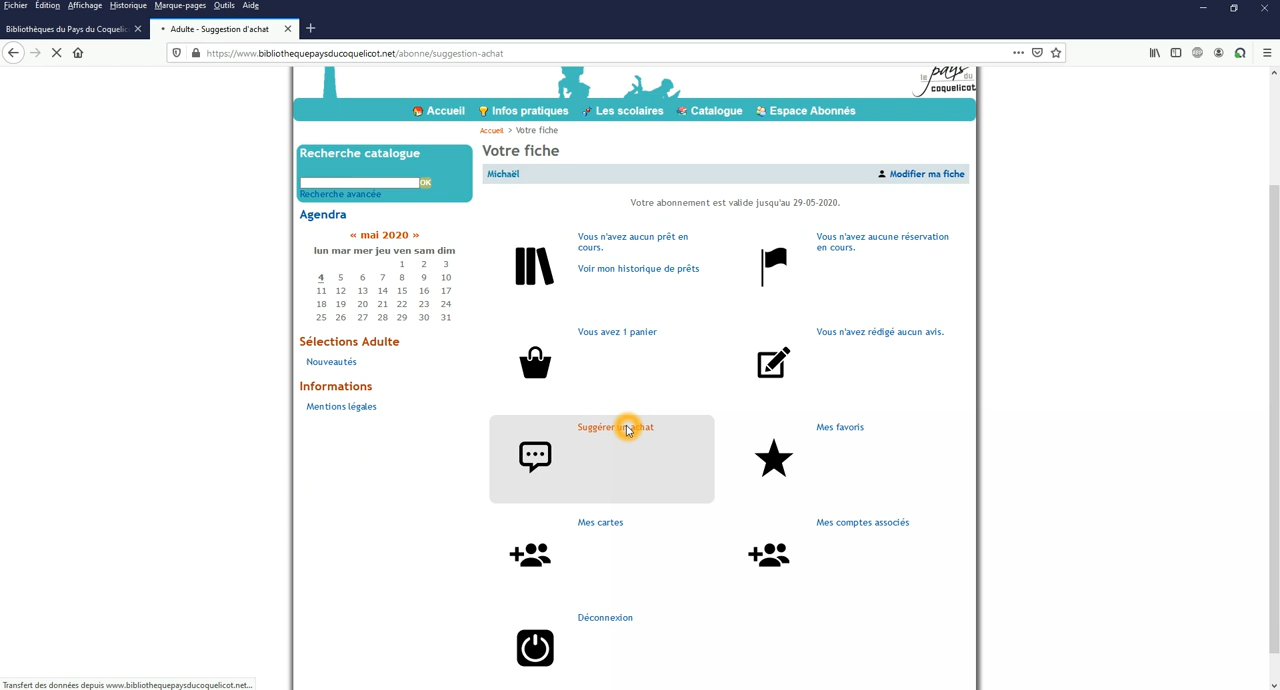 Fichier Édition Affichage Historique Marque-pages Outils Aide
Bibliothèques du Pays du Coquelic
Adulte - Suggestion d'achat
https://www.bibliothequepaysducoquelicot.net/abonne/suggestion-achat
le pays du
coquelicot
Accueil Infos pratiques Les scolaires Catalogue Espace Abonnés
Accueil > Votre fiche
Recherche catalogue
OK
Recherche avancée
Agenda
« mai 2020 »
lun mar mer jeu ven sam dim
1 2 3
4 5 6 7 8 9 10
11 12 13 14 15 16 17
18 19 20 21 22 23 24
25 26 27 28 29 30 31
Sélections Adulte
Nouveautés
Informations
Mentions légales
Votre fiche
Michaël
Modifier ma fiche
Votre abonnement est valide jusqu'au 29-05-2020.
Vous n'avez aucun prêt en
cours.
Voir mon historique de prêts
Vous n'avez aucune réservation
en cours.
Vous avez 1 panier
Vous n'avez rédigé aucun avis.
Suggérer un achat
Mes favoris
Mes cartes
Mes comptes associés
Déconnexion
Transfert des données depuis www.bibliothequepaysducoquelicot.net...